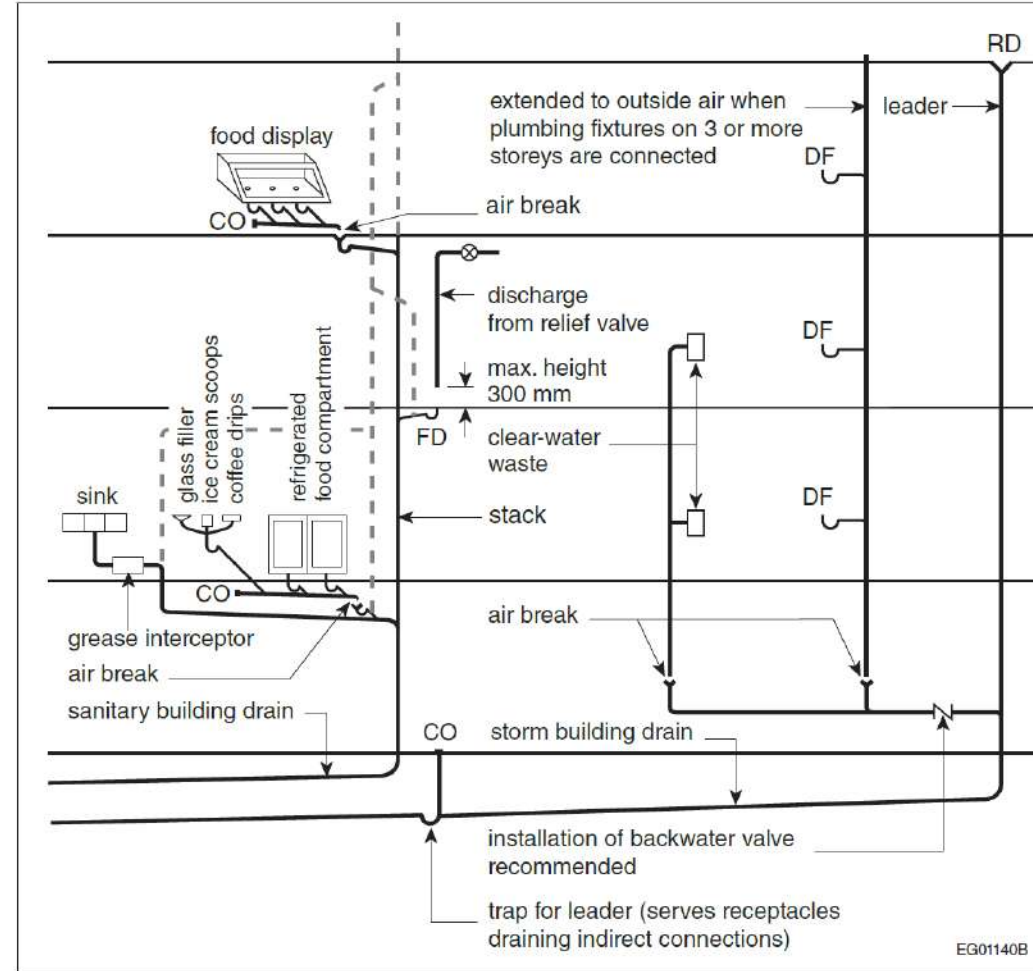 RD
extended to outside air when
plumbing fixtures on 3 or more
storeys are connected
leader
DF
food display
CO
air break
discharge
from relief valve
DF
max. height
300 mm
glass filler
ice cream scoops
coffee drips
refrigerated
food compartment
FD
clear-water
waste
sink
stack
DF
CO
grease interceptor
air break
air break
sanitary building drain
CO
storm building drain
installation of backwater valve
recommended
trap for leader (serves receptacles
draining indirect connections)
EG01140B